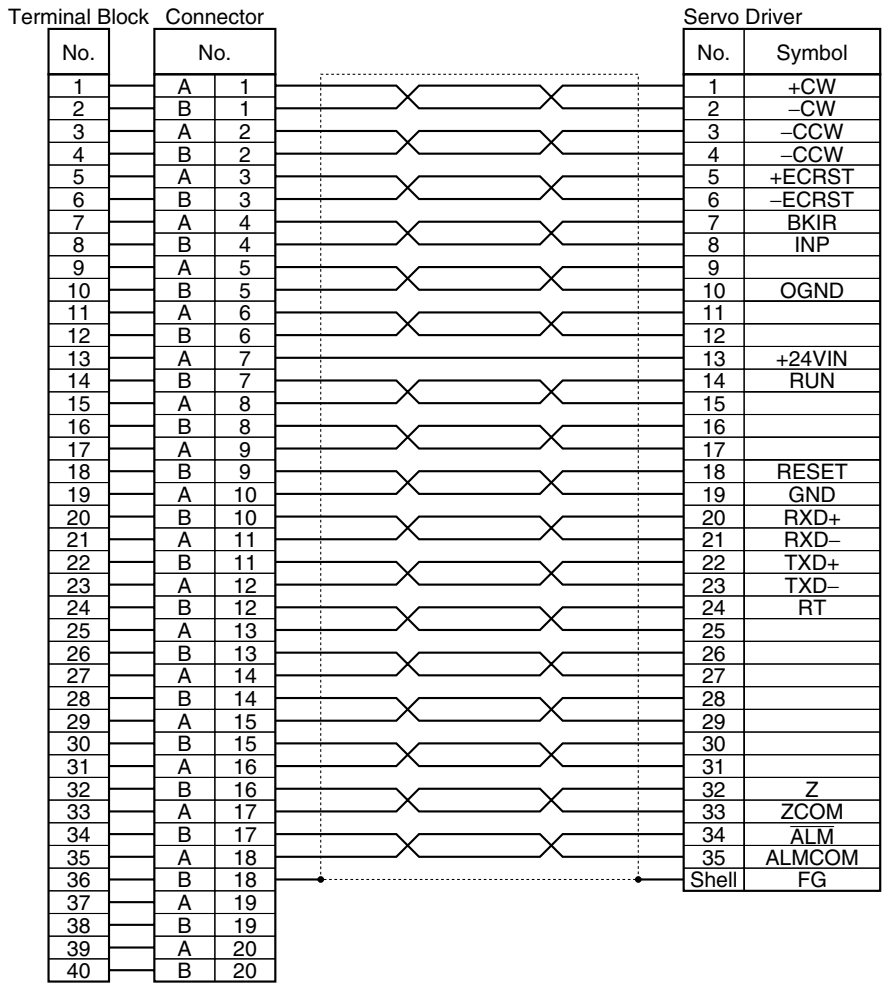 Terminal Block Connector Servo Driver
No. No. No. Symbol
1 A 1 1 +CW
2 B 1 2 −CW
3 A 2 3 −CCW
4 B 2 4 −CCW
5 A 3 5 +ECRST
6 B 3 6 −ECRST
7 A 4 7 BKIR
8 B 4 8 INP
9 A 5 9
10 B 5 10 OGND
11 A 6 11
12 B 6 12
13 A 7 13 +24VIN
14 B 7 14 RUN
15 A 8 15
16 B 8 16
17 A 9 17
18 B 9 18 RESET
19 A 10 19 GND
20 B 10 20 RXD+
21 A 11 21 RXD−
22 B 11 22 TXD+
23 A 12 23 TXD−
24 B 12 24 RT
25 A 13 25
26 B 13 26
27 A 14 27
28 B 14 28
29 A 15 29
30 B 15 30
31 A 16 31
32 B 16 32 Z
33 A 17 33 ZCOM
34 B 17 34 A̅L̅M̅
35 A 18 35 ALMCOM
36 B 18 Shell FG
37 A 19
38 B 19
39 A 20
40 B 20